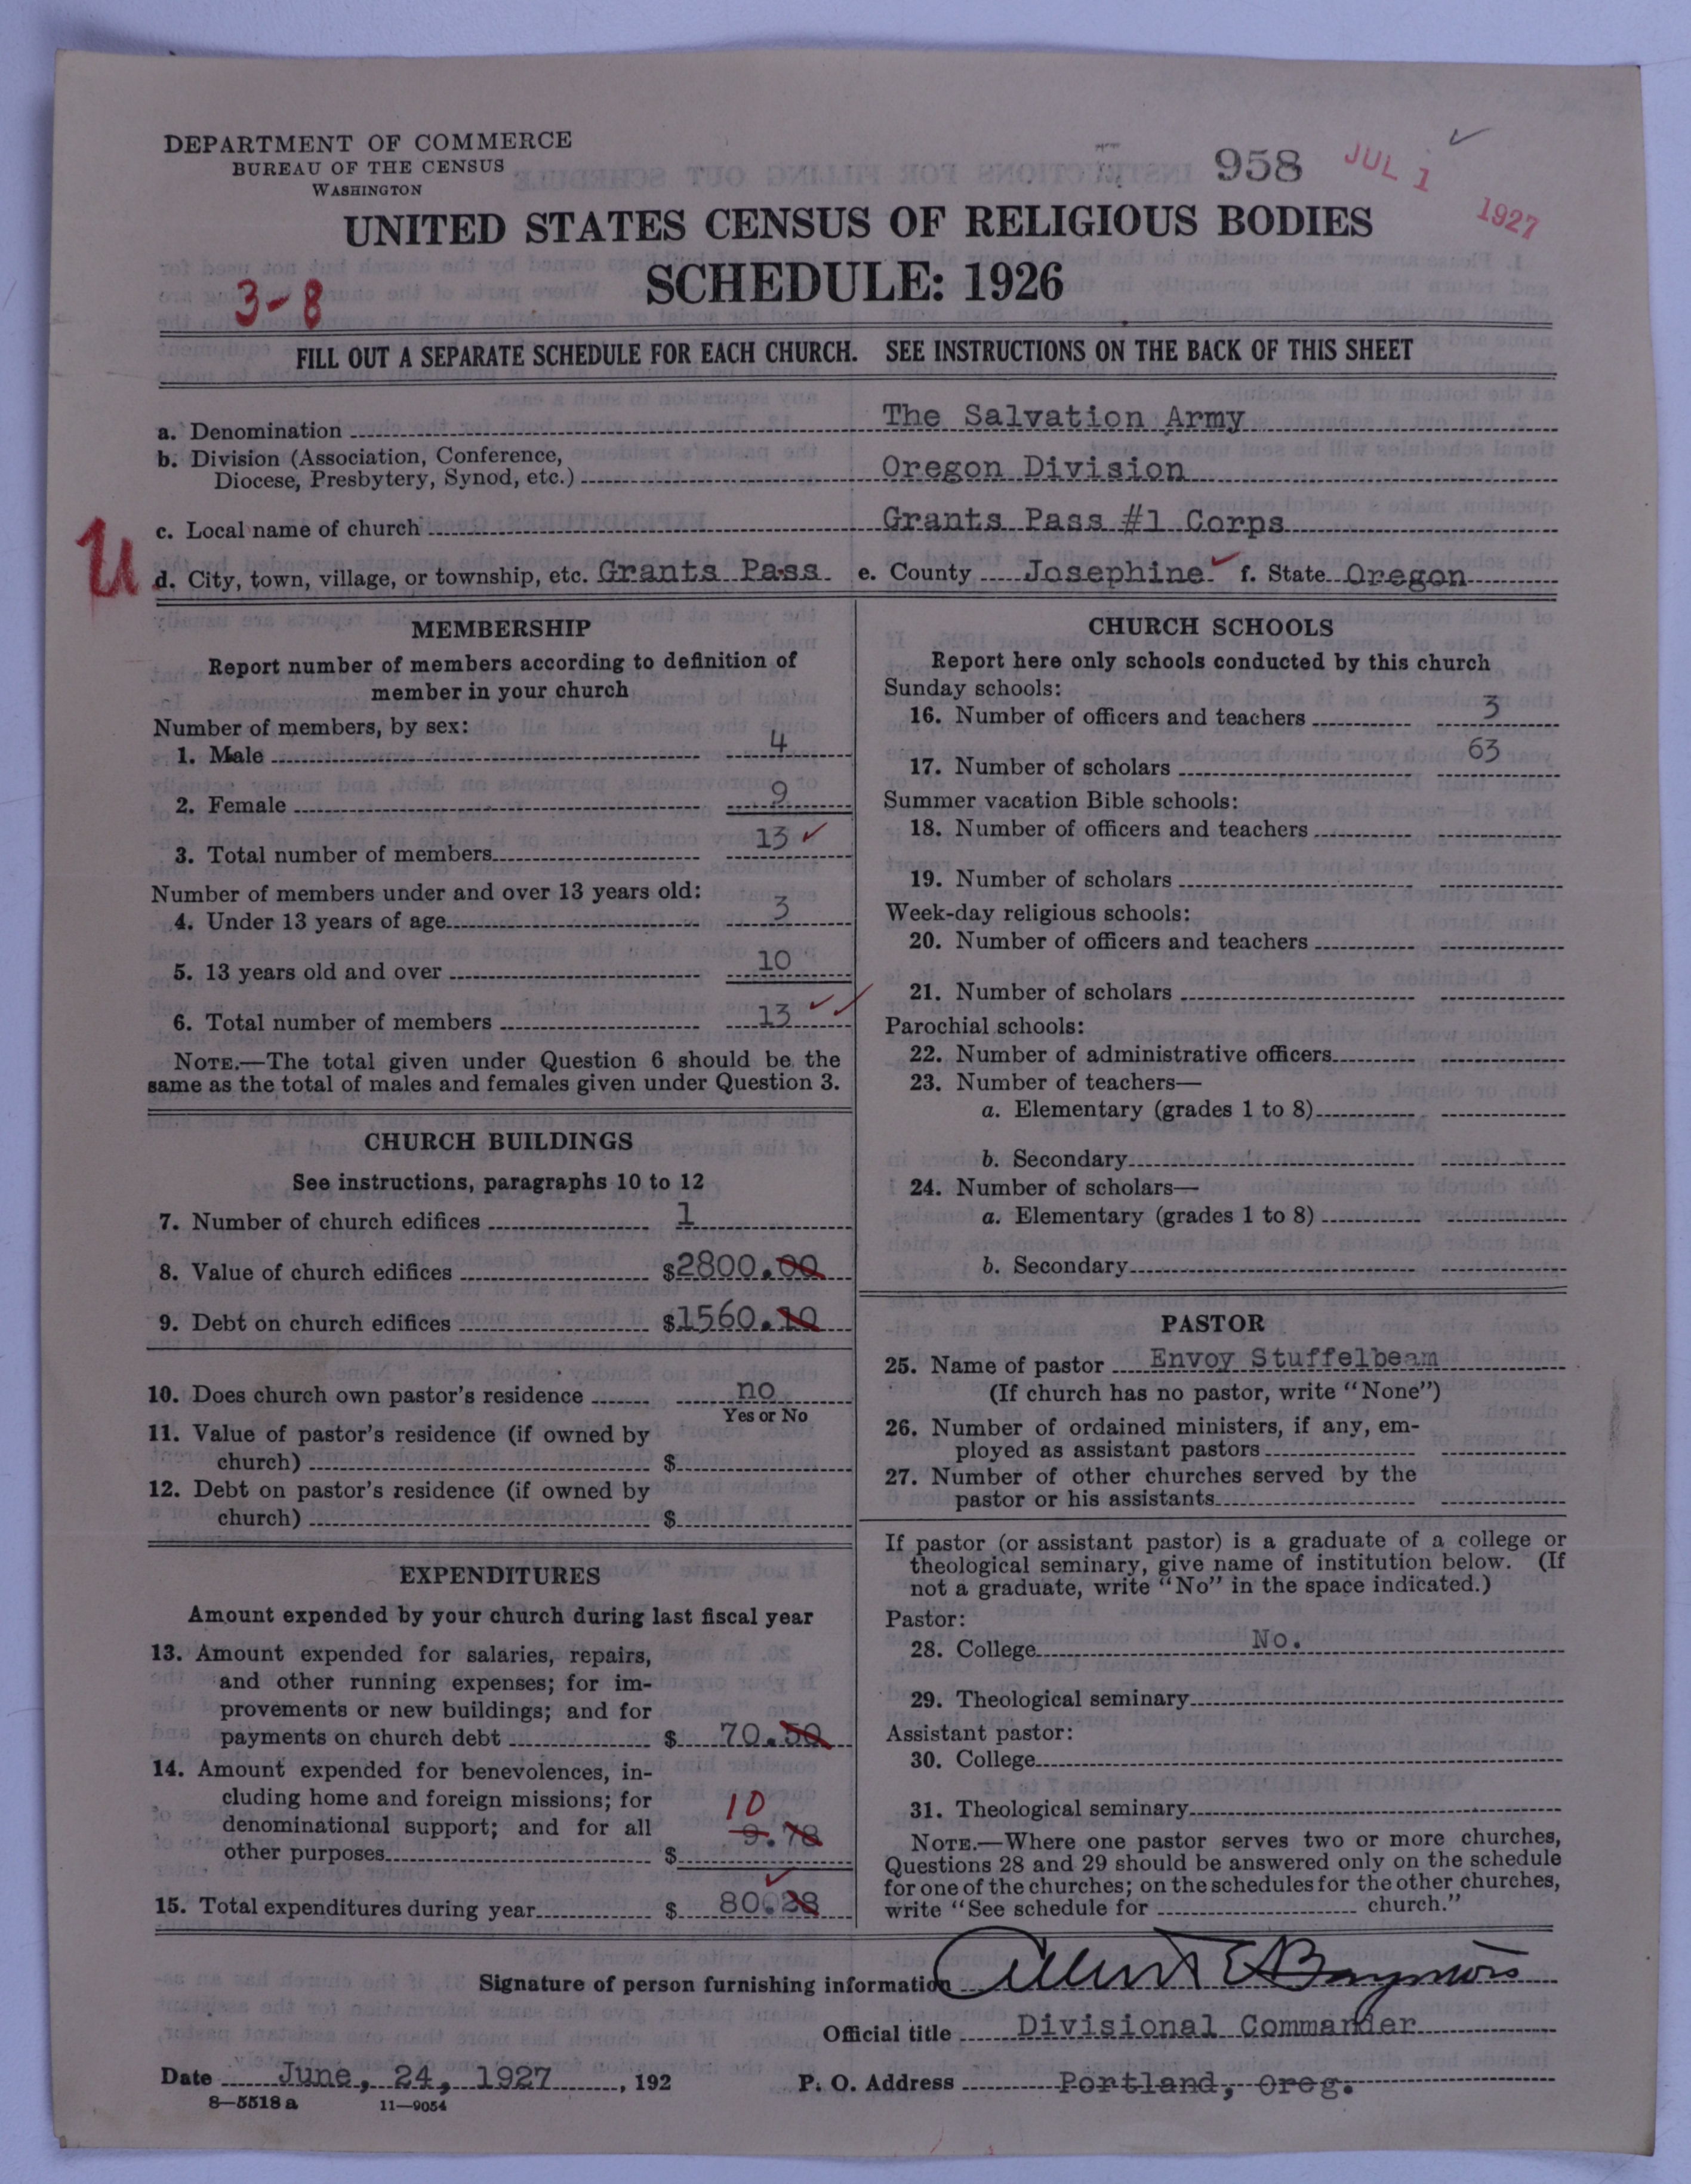 DEPARTMENT OF COMMERCE
BUREAU OF THE CENSUS
WASHINGTON
958
JUL 1 1927
UNITED STATES CENSUS OF RELIGIOUS BODIES
SCHEDULE: 1926
3-8
FILL OUT A SEPARATE SCHEDULE FOR EACH CHURCH. SEE INSTRUCTIONS ON THE BACK OF THIS SHEET
a. Denomination The Salvation Army
b. Division (Association, Conference,
Diocese, Presbytery, Synod, etc.) Oregon Division
c. Local name of church Grants Pass #1 Corps
U
d. City, town, village, or township, etc. Grants Pass e. County Josephine f. State Oregon
MEMBERSHIP
Report number of members according to definition of
member in your church
Number of members, by sex:
1. Male 4
2. Female 9
3. Total number of members 13
Number of members under and over 13 years old:
4. Under 13 years of age 3
5. 13 years old and over 10
6. Total number of members 13
NOTE.—The total given under Question 6 should be the
same as the total of males and females given under Question 3.
CHURCH BUILDINGS
See instructions, paragraphs 10 to 12
7. Number of church edifices 1
8. Value of church edifices $2800.00
9. Debt on church edifices $1560.10
10. Does church own pastor's residence no
Yes or No
11. Value of pastor's residence (if owned by
church) $
12. Debt on pastor's residence (if owned by
church) $
EXPENDITURES
Amount expended by your church during last fiscal year
13. Amount expended for salaries, repairs,
and other running expenses; for im-
provements or new buildings; and for
payments on church debt $ 70.50
14. Amount expended for benevolences, in-
cluding home and foreign missions; for
denominational support; and for all
10
other purposes $ 9.78
15. Total expenditures during year $ 80.28
CHURCH SCHOOLS
Report here only schools conducted by this church
Sunday schools:
16. Number of officers and teachers 3
17. Number of scholars 63
Summer vacation Bible schools:
18. Number of officers and teachers
19. Number of scholars
Week-day religious schools:
20. Number of officers and teachers
21. Number of scholars
Parochial schools:
22. Number of administrative officers
23. Number of teachers—
a. Elementary (grades 1 to 8)
b. Secondary
24. Number of scholars—
a. Elementary (grades 1 to 8)
b. Secondary
PASTOR
25. Name of pastor Envoy Stuffelbeam
(If church has no pastor, write "None")
26. Number of ordained ministers, if any, em-
ployed as assistant pastors
27. Number of other churches served by the
pastor or his assistants
If pastor (or assistant pastor) is a graduate of a college or
theological seminary, give name of institution below. (If
not a graduate, write "No" in the space indicated.)
Pastor:
28. College No.
29. Theological seminary
Assistant pastor:
30. College
31. Theological seminary
NOTE.—Where one pastor serves two or more churches,
Questions 28 and 29 should be answered only on the schedule
for one of the churches; on the schedules for the other churches,
write "See schedule for church."
Signature of person furnishing information
Official title Divisional Commander
Date June, 24, 1927, 192 P. O. Address Portland, Oreg.
8—5518 a 11—9054